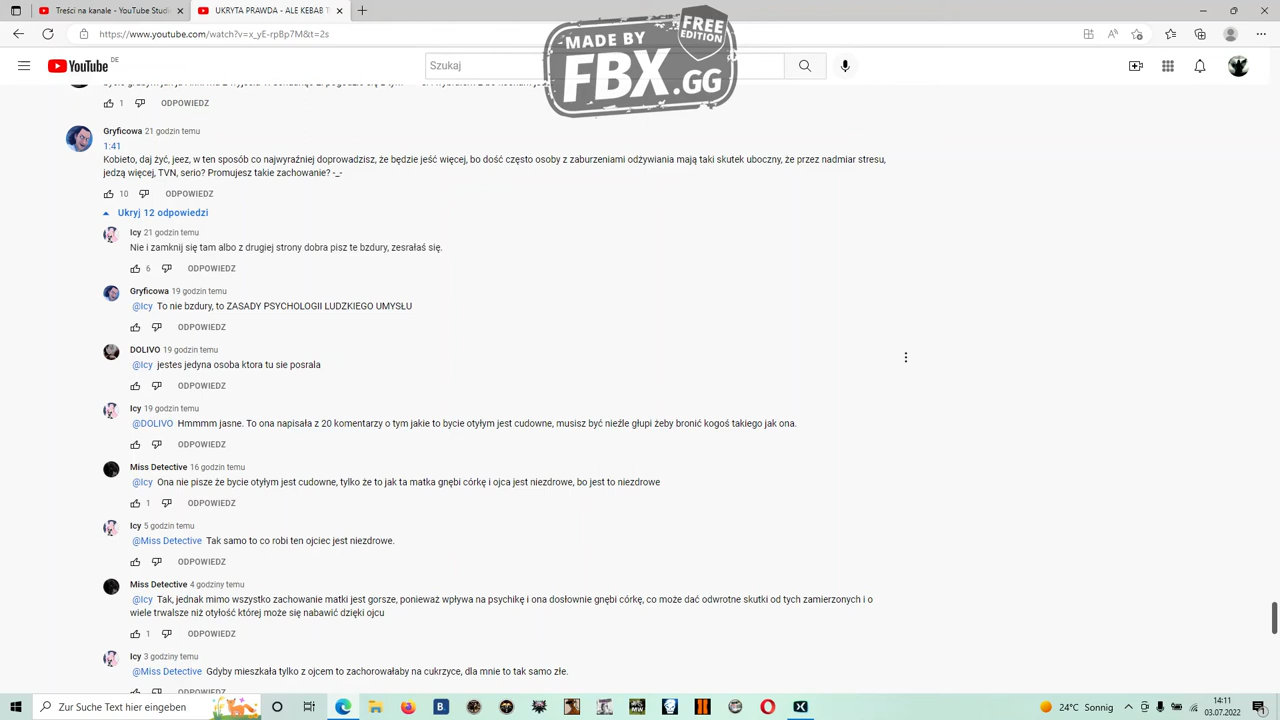 Treści na kanale - YouTube Studi
UKRYTA PRAWDA - ALE KEBAB T
https://www.youtube.com/watch?v=x_yE-rpBp7M&t=2s
YouTube DE
Szukaj
MADE BY
FBX.GG
FREE
EDITION
1 ODPOWIEDZ
Gryficowa 21 godzin temu
1:41
Kobieto, daj żyć, jeez, w ten sposób co najwyraźniej doprowadzisz, że będzie jeść więcej, bo dość często osoby z zaburzeniami odżywiania mają taki skutek uboczny, że przez nadmiar stresu,
jedzą więcej, TVN, serio? Promujesz takie zachowanie? -_-
10 ODPOWIEDZ
Ukryj 12 odpowiedzi
Icy 21 godzin temu
Nie i zamknij się tam albo z drugiej strony dobra pisz te bzdury, zesrałaś się.
6 ODPOWIEDZ
Gryficowa 19 godzin temu
@Icy To nie bzdury, to ZASADY PSYCHOLOGII LUDZKIEGO UMYSŁU
ODPOWIEDZ
DOLIVO 19 godzin temu
@Icy jestes jedyna osoba ktora tu sie posrala
ODPOWIEDZ
Icy 19 godzin temu
@DOLIVO Hmmmm jasne. To ona napisała z 20 komentarzy o tym jakie to bycie otyłym jest cudowne, musisz być nieźle głupi żeby bronić kogoś takiego jak ona.
ODPOWIEDZ
Miss Detective 16 godzin temu
@Icy Ona nie pisze że bycie otyłym jest cudowne, tylko że to jak ta matka gnębi córkę i ojca jest niezdrowe, bo jest to niezdrowe
1 ODPOWIEDZ
Icy 5 godzin temu
@Miss Detective Tak samo to co robi ten ojciec jest niezdrowe.
ODPOWIEDZ
Miss Detective 4 godziny temu
@Icy Tak, jednak mimo wszystko zachowanie matki jest gorsze, ponieważ wpływa na psychikę i ona dosłownie gnębi córkę, co może dać odwrotne skutki od tych zamierzonych i o
wiele trwalsze niż otyłość której może się nabawić dzięki ojcu
1 ODPOWIEDZ
Icy 3 godziny temu
@Miss Detective Gdyby mieszkała tylko z ojcem to zachorowałaby na cukrzyce, dla mnie to tak samo złe.
ODPOWIEDZ
Zur Suche Text hier eingeben
24°C Sonnig
14:11
03.07.2022